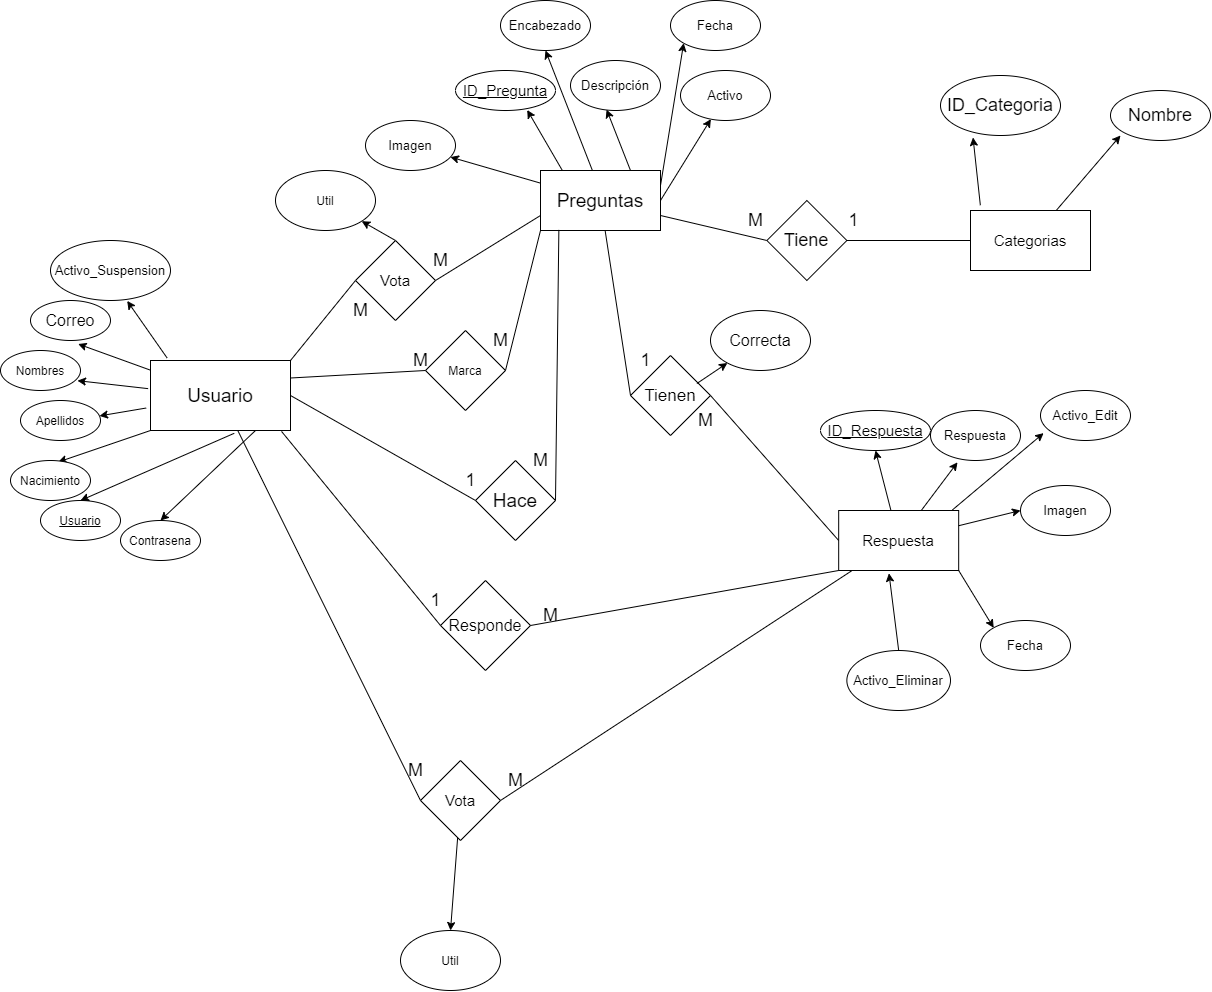 Encabezado
Fecha
ID_Pregunta
Descripción
Activo
Imagen
ID_Categoria
Nombre
Util
Preguntas
M
Tiene
1
Categorias
Vota
M
M
Activo_Suspension
Correo
Nombres
Apellidos
Nacimiento
Usuario
Contrasena
Usuario
M
Marca
M
1
Correcta
Tienen
M
1
Hace
M
ID_Respuesta
Respuesta
Activo_Edit
Imagen
Respuesta
Fecha
Activo_Eliminar
1
Responde
M
M
Vota
M
Util